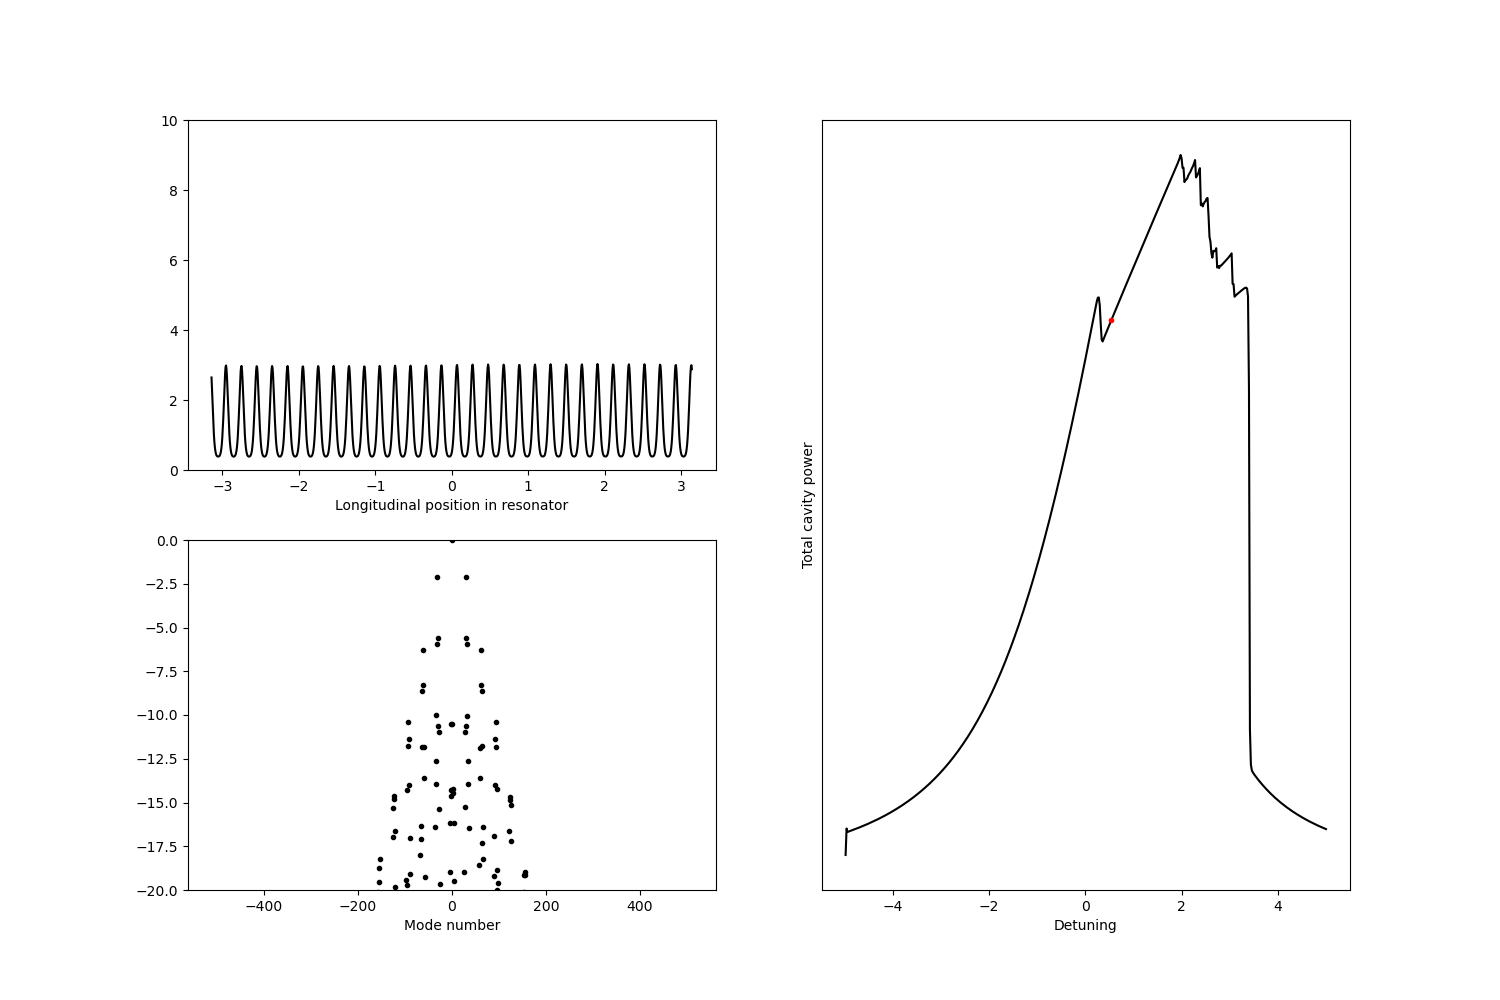 10
8
6
4
2
0
−3 −2 −1 0 1 2 3
Longitudinal position in resonator
0.0
−2.5
−5.0
−7.5
−10.0
−12.5
−15.0
−17.5
−20.0
−400 −200 0 200 400
Mode number
Total cavity power
−4 −2 0 2 4
Detuning